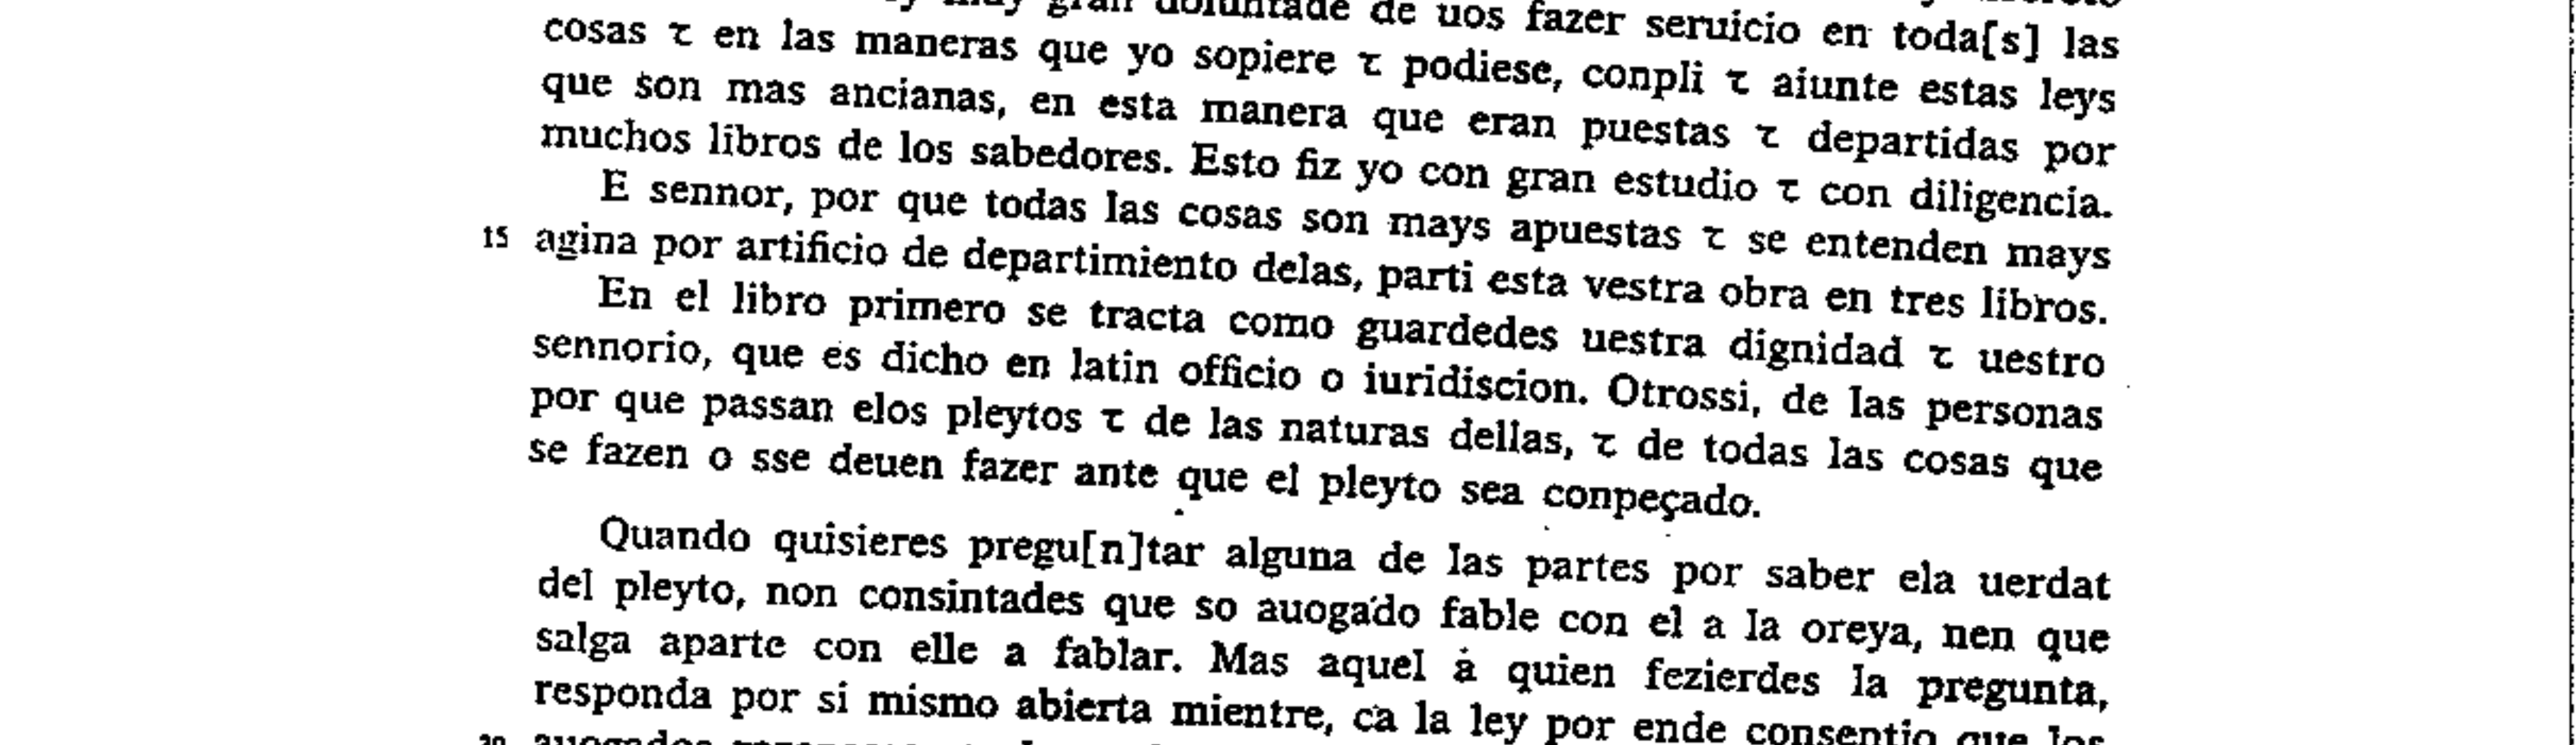 gran uoluntade de uos fazer seruicio en toda[s] las
cosas τ en las maneras que yo sopiere τ podiese, conpli τ aiunte estas leys
que son mas ancianas, en esta manera que eran puestas τ departidas por
muchos libros de los sabedores. Esto fiz yo con gran estudio τ con diligencia.
E sennor, por que todas las cosas son mays apuestas τ se entenden mays
15 agina por artificio de departimiento delas, parti esta vestra obra en tres libros.
En el libro primero se tracta como guardedes uestra dignidad τ uestro
sennorio, que es dicho en latin officio o iuridiscion. Otrossi, de las personas
por que passan elos pleytos τ de las naturas dellas, τ de todas las cosas que
se fazen o sse deuen fazer ante que el pleyto sea conpeçado.
Quando quisieres pregu[n]tar alguna de las partes por saber ela uerdat
del pleyto, non consintades que so auogado fable con el a la oreya, nen que
salga aparte con elle a fablar. Mas aquel a quien fezierdes la pregunta,
responda por si mismo abierta mientre, ca la ley por ende consentio que los
20 auogados